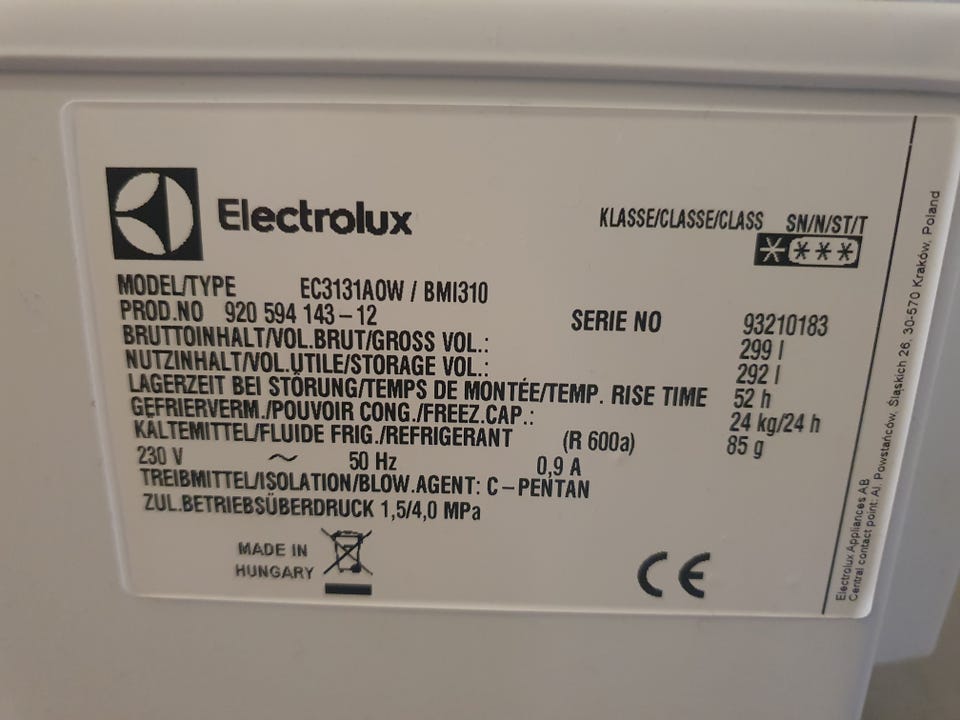 Electrolux
KLASSE/CLASSE/CLASS SN/N/ST/T
MODEL/TYPE EC3131AOW / BMI310
PROD.NO 920 594 143-12
SERIE NO 93210183
BRUTTOINHALT/VOL.BRUT/GROSS VOL.: 299 l
NUTZINHALT/VOL.UTILE/STORAGE VOL.: 292 l
LAGERZEIT BEI STÖRUNG/TEMPS DE MONTÉE/TEMP. RISE TIME 52 h
GEFRIERVERM./POUVOIR CONG./FREEZ.CAP.: 24 kg/24 h
KALTEMITTEL/FLUIDE FRIG./REFRIGERANT (R 600a) 85 g
230 V ~ 50 Hz 0,9 A
TREIBMITTEL/ISOLATION/BLOW.AGENT: C-PENTAN
ZUL.BETRIEBSÜBERDRUCK 1,5/4,0 MPa
MADE IN
HUNGARY
CE
Electrolux Appliances AB
Central contact point: Al. Powstańców, Śląskich 26, 30-570 Kraków, Poland